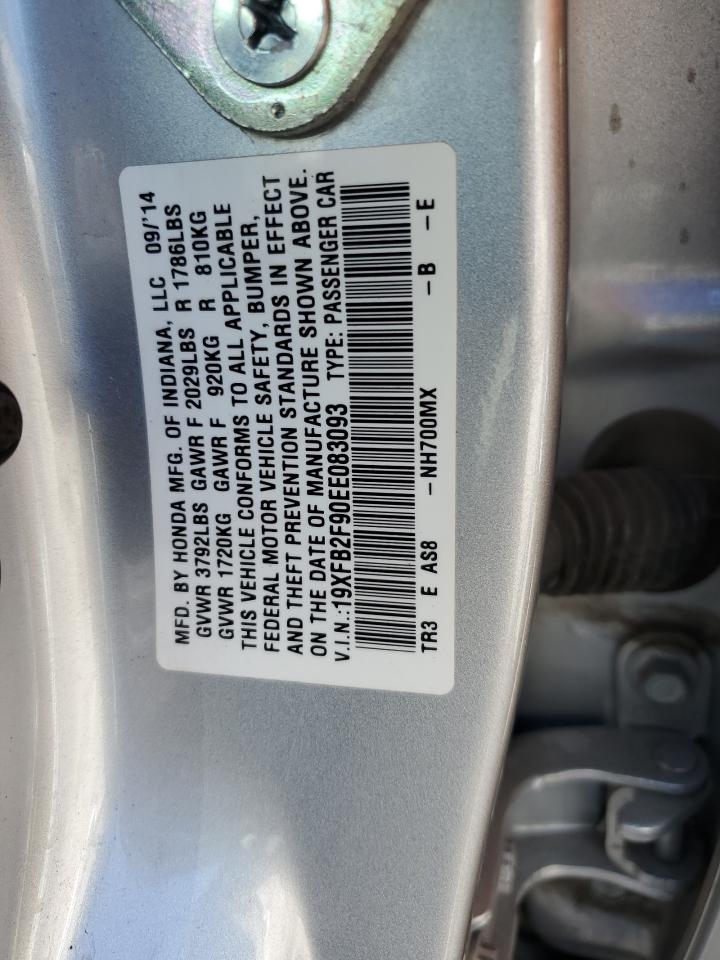 MFD. BY HONDA MFG. OF INDIANA, LLC 09/'14
GVWR 3792LBS GAWR F 2029LBS R 1786LBS
GVWR 1720KG GAWR F 920KG R 810KG
THIS VEHICLE CONFORMS TO ALL APPLICABLE
FEDERAL MOTOR VEHICLE SAFETY, BUMPER,
AND THEFT PREVENTION STANDARDS IN EFFECT
ON THE DATE OF MANUFACTURE SHOWN ABOVE.
V.I.N.:19XFB2F90EE083093 TYPE: PASSENGER CAR
TR3 E AS8 –NH700MX –B –E